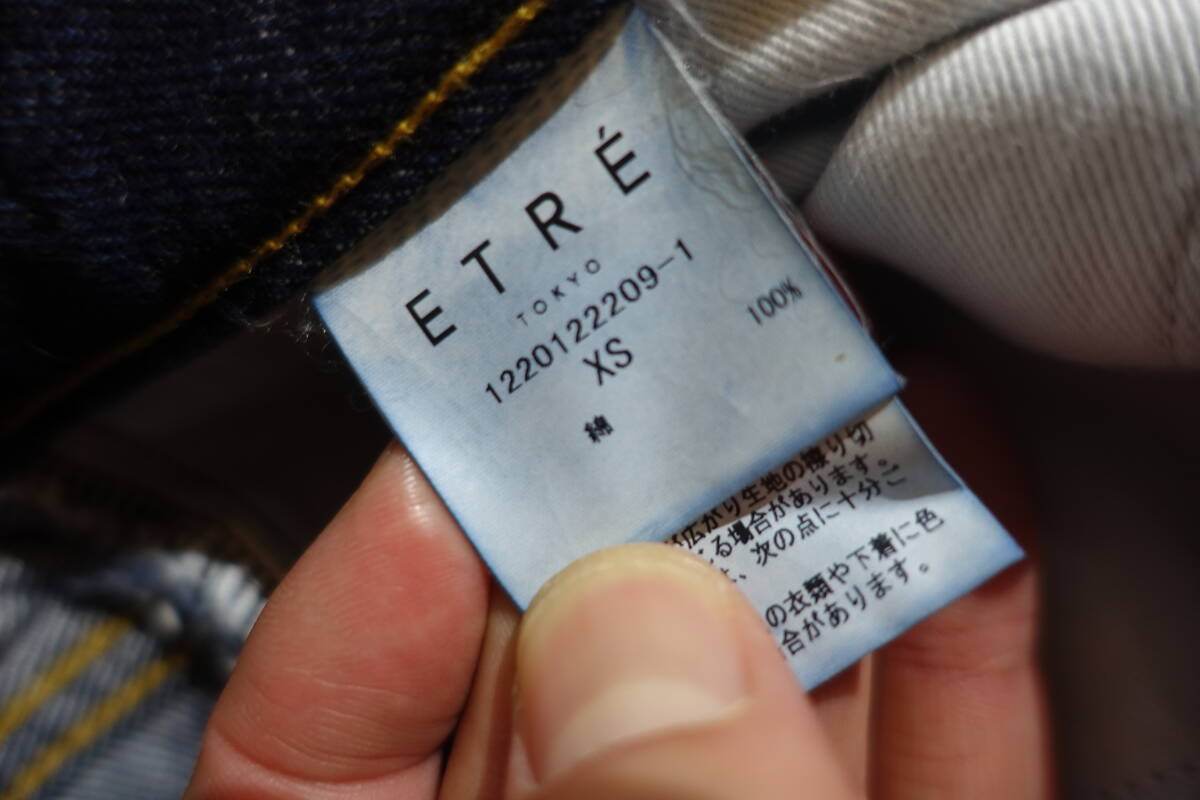 ETRÉ
TOKYO
1220122209-1
XS
綿 100%
広がり生地の擦り切
る場合があります。
、次の点に十分ご
の衣類や下着に色
合があります。